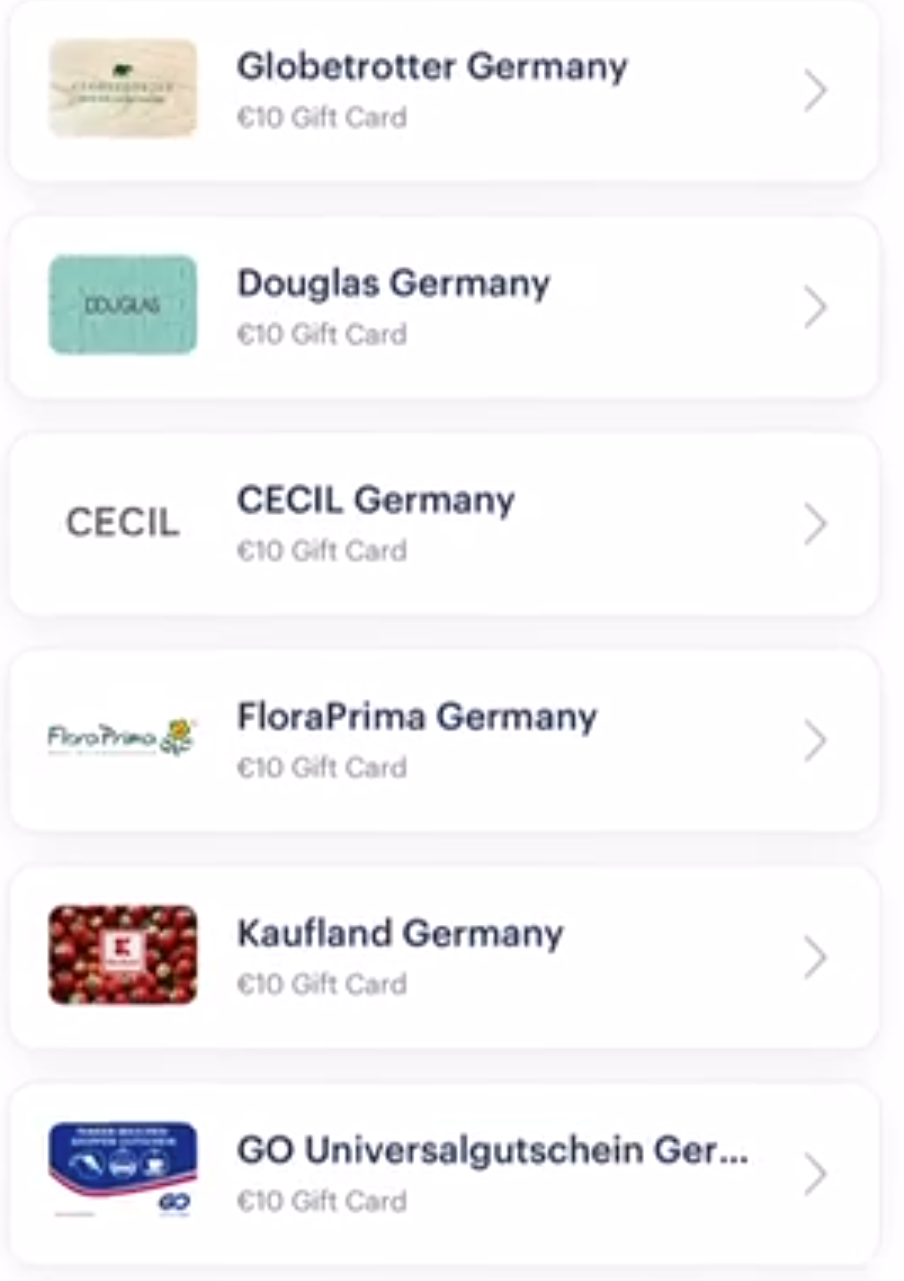 Globetrotter Germany
€10 Gift Card
DOUGLAS
Douglas Germany
€10 Gift Card
CECIL
CECIL Germany
€10 Gift Card
FloraPrima
FloraPrima Germany
€10 Gift Card
Kaufland Germany
€10 Gift Card
GO
GO Universalgutschein Ger...
€10 Gift Card